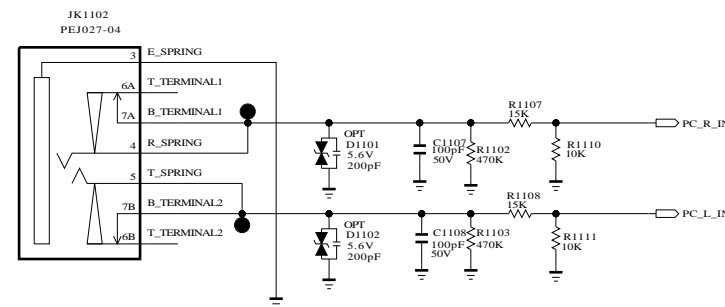 JK1102
PEJ027-04
3 E_SPRING
6A T_TERMINAL1
7A B_TERMINAL1
4 R_SPRING
5 T_SPRING
7B B_TERMINAL2
6B T_TERMINAL2
OPT
D1101
5.6V
200pF
C1107
100pF
50V
R1102
470K
R1107
15K
R1110
10K
PC_R_IN
OPT
D1102
5.6V
200pF
C1108
100pF
50V
R1103
470K
R1108
15K
R1111
10K
PC_L_IN